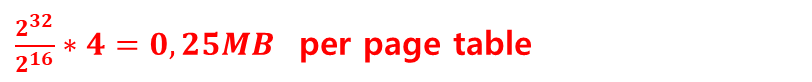 2^32 / 2^16 * 4 = 0,25MB per page table